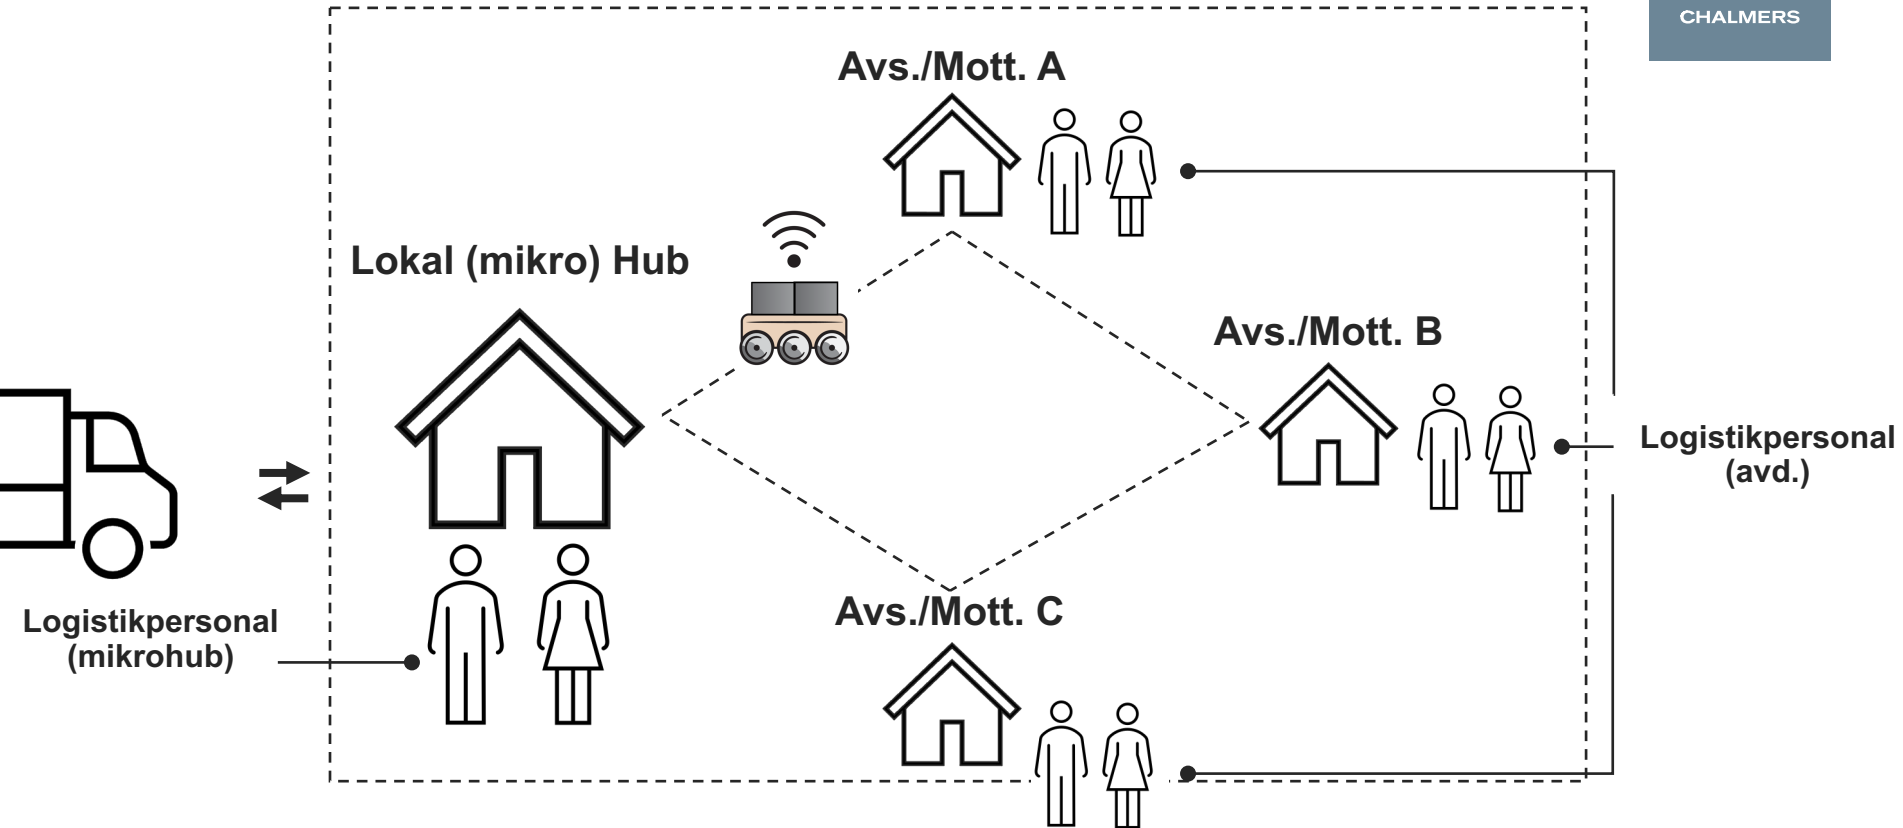 CHALMERS
Avs./Mott. A
Lokal (mikro) Hub
Avs./Mott. B
Logistikpersonal
(avd.)
Avs./Mott. C
Logistikpersonal
(mikrohub)